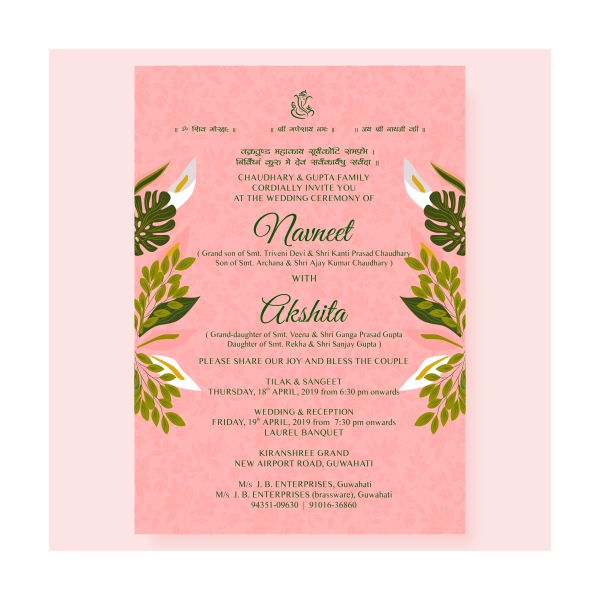 ॥ ॐ शिव गोरक्षः ॥ ॥ श्री गणेशाय नमः ॥ ॥ जय श्री नाथजी की ॥
वक्रतुण्ड महाकाय सूर्यकोटि समप्रभ ।
निर्विघ्नं कुरू मे देव सर्वकार्येषु सर्वदा ॥
CHAUDHARY & GUPTA FAMILY
CORDIALLY INVITE YOU
AT THE WEDDING CEREMONY OF
Navneet
( Grand son of Smt. Triveni Devi & Shri Kanti Prasad Chaudhary
Son of Smt. Archana & Shri Ajay Kumar Chaudhary )
WITH
Akshita
( Grand-daughter of Smt. Veena & Shri Ganga Prasad Gupta
Daughter of Smt. Rekha & Shri Sanjay Gupta )
PLEASE SHARE OUR JOY AND BLESS THE COUPLE
TILAK & SANGEET
THURSDAY, 18th APRIL, 2019 from 6:30 pm onwards
WEDDING & RECEPTION
FRIDAY, 19th APRIL, 2019 from 7:30 pm onwards
LAUREL BANQUET
KIRANSHREE GRAND
NEW AIRPORT ROAD, GUWAHATI
M/s J. B. ENTERPRISES, Guwahati
M/s J. B. ENTERPRISES (brassware), Guwahati
94351-09630 | 91016-36860